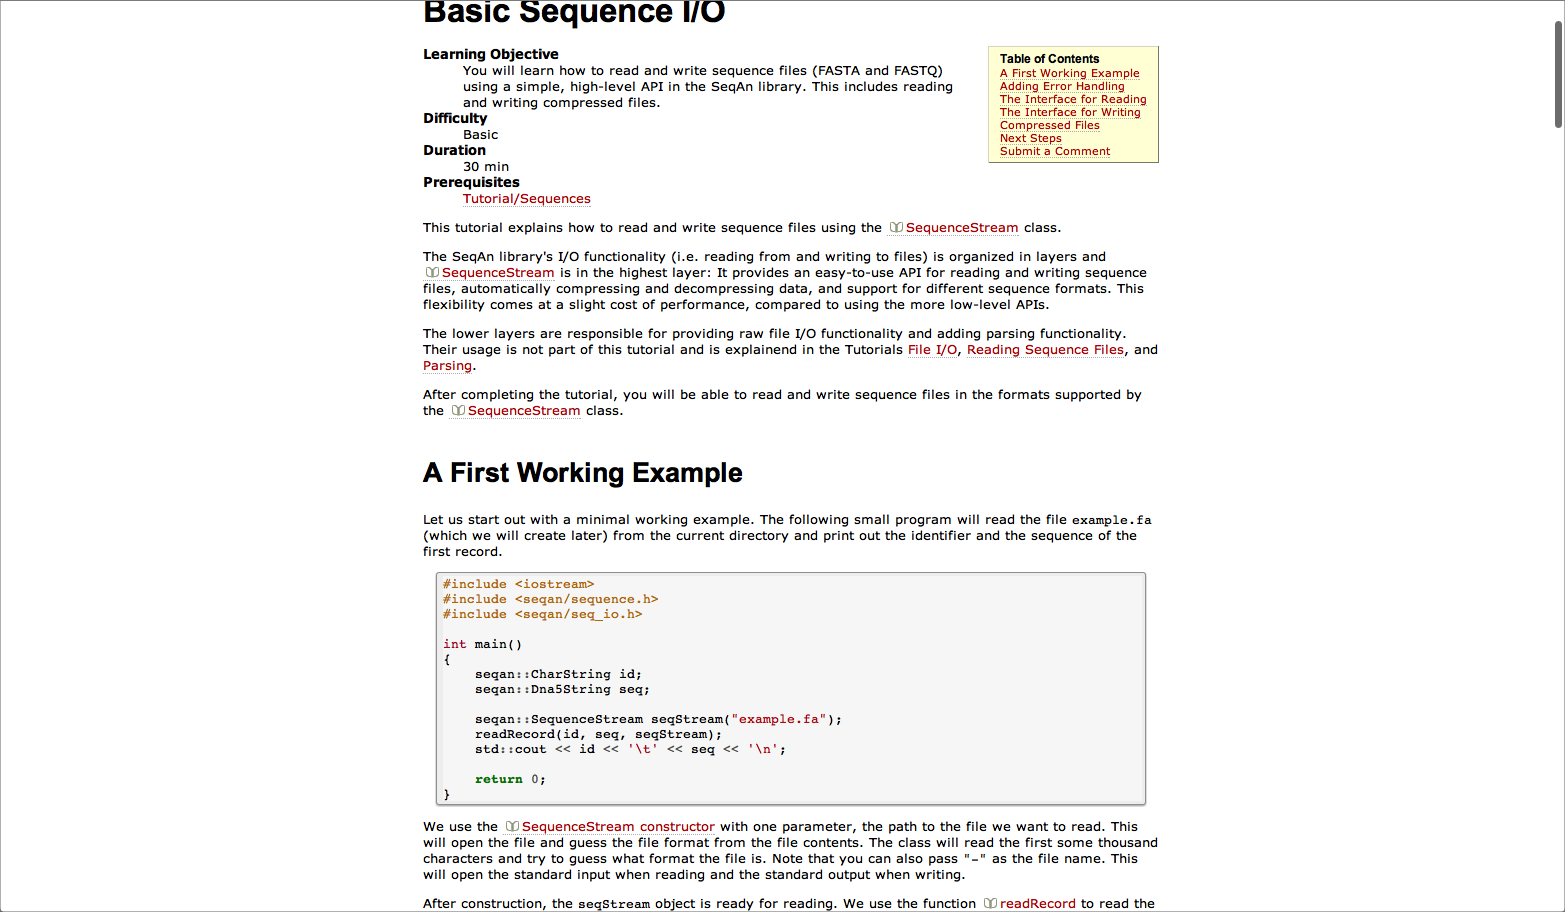 Basic Sequence I/O
Learning Objective
You will learn how to read and write sequence files (FASTA and FASTQ)
using a simple, high-level API in the SeqAn library. This includes reading
and writing compressed files.
Difficulty
Basic
Duration
30 min
Prerequisites
Tutorial/Sequences
Table of Contents
A First Working Example
Adding Error Handling
The Interface for Reading
The Interface for Writing
Compressed Files
Next Steps
Submit a Comment
This tutorial explains how to read and write sequence files using the SequenceStream class.
The SeqAn library's I/O functionality (i.e. reading from and writing to files) is organized in layers and
SequenceStream is in the highest layer: It provides an easy-to-use API for reading and writing sequence
files, automatically compressing and decompressing data, and support for different sequence formats. This
flexibility comes at a slight cost of performance, compared to using the more low-level APIs.
The lower layers are responsible for providing raw file I/O functionality and adding parsing functionality.
Their usage is not part of this tutorial and is explainend in the Tutorials File I/O, Reading Sequence Files, and
Parsing.
After completing the tutorial, you will be able to read and write sequence files in the formats supported by
the SequenceStream class.
A First Working Example
Let us start out with a minimal working example. The following small program will read the file example.fa
(which we will create later) from the current directory and print out the identifier and the sequence of the
first record.
#include <iostream>
#include <seqan/sequence.h>
#include <seqan/seq_io.h>
int main()
{
    seqan::CharString id;
    seqan::Dna5String seq;
    seqan::SequenceStream seqStream("example.fa");
    readRecord(id, seq, seqStream);
    std::cout << id << '\t' << seq << '\n';
    return 0;
}
We use the SequenceStream constructor with one parameter, the path to the file we want to read. This
will open the file and guess the file format from the file contents. The class will read the first some thousand
characters and try to guess what format the file is. Note that you can also pass "-" as the file name. This
will open the standard input when reading and the standard output when writing.
After construction, the seqStream object is ready for reading. We use the function readRecord to read the